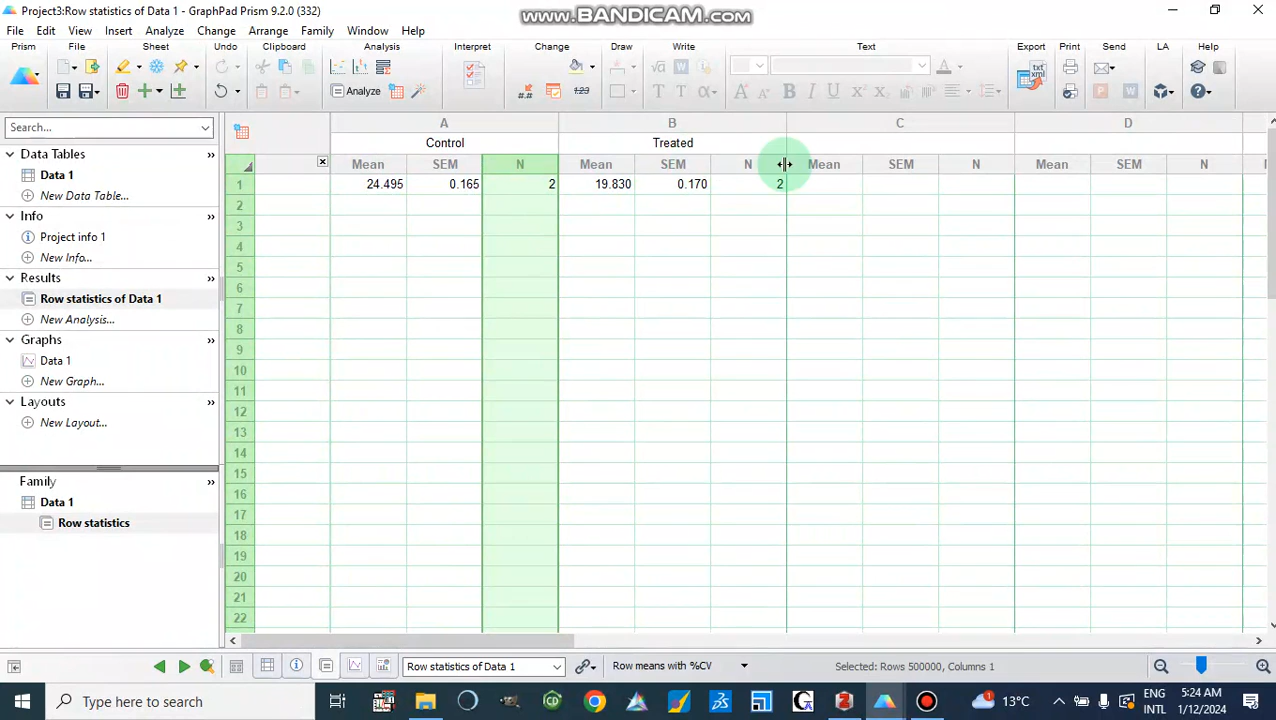 Project3:Row statistics of Data 1 - GraphPad Prism 9.2.0 (332)
www.BANDICAM.com
File Edit View Insert Analyze Change Arrange Family Window Help
Prism File Sheet Undo Clipboard Analysis Interpret Change Draw Write Text Export Print Send LA Help
Analyze
Search...
Data Tables
Data 1
New Data Table...
Info
Project info 1
New Info...
Results
Row statistics of Data 1
New Analysis...
Graphs
Data 1
New Graph...
Layouts
New Layout...
Family
Data 1
Row statistics
A B C D
Control Treated
Mean SEM N Mean SEM N Mean SEM N Mean SEM N
1 24.495 0.165 2 19.830 0.170 2
2
3
4
5
6
7
8
9
10
11
12
13
14
15
16
17
18
19
20
21
22
Row statistics of Data 1 Row means with %CV Selected: Rows 500000, Columns 1
Type here to search 13°C ENG 5:24 AM
INTL 1/12/2024